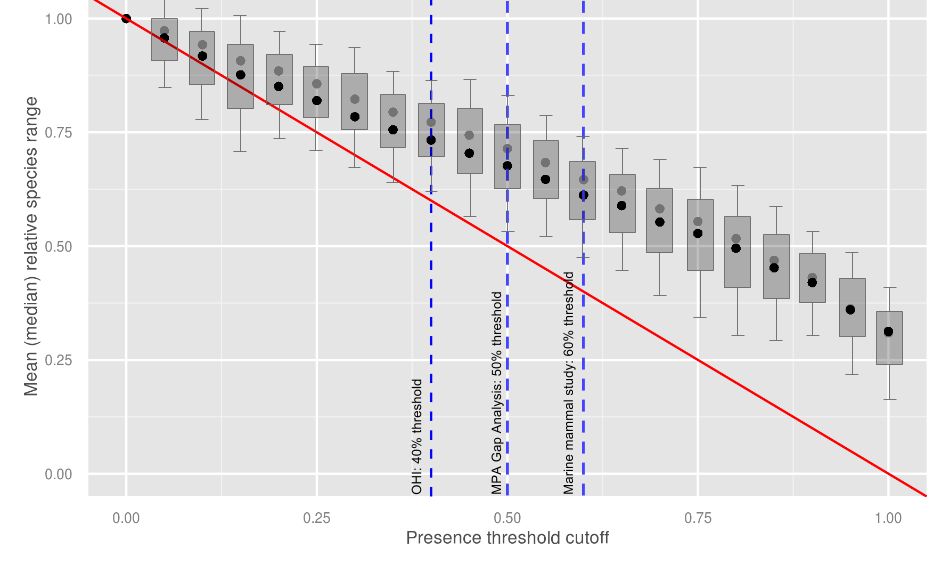 1.00
0.75
0.50
0.25
0.00
Mean (median) relative species range
OHI: 40% threshold
MPA Gap Analysis: 50% threshold
Marine mammal study: 60% threshold
0.00 0.25 0.50 0.75 1.00
Presence threshold cutoff